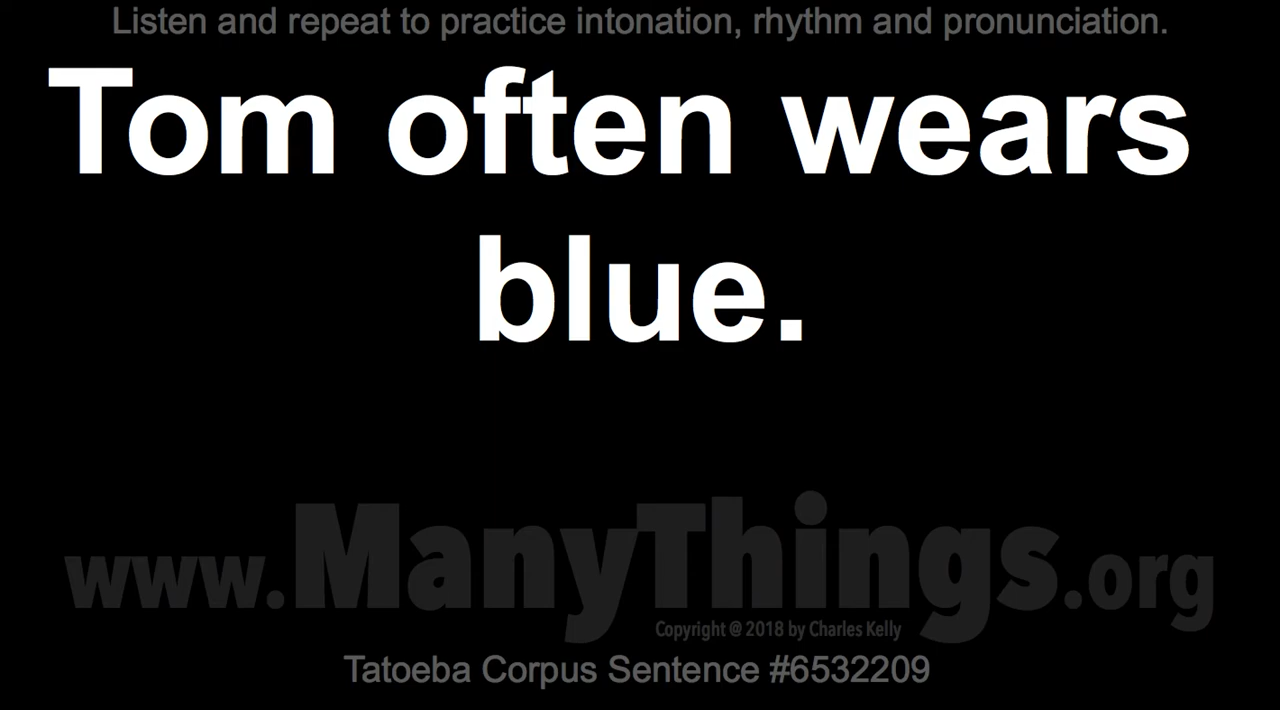 Listen and repeat to practice intonation, rhythm and pronunciation.
Tom often wears
blue.
www.ManyThings.org
Copyright @ 2018 by Charles Kelly
Tatoeba Corpus Sentence #6532209